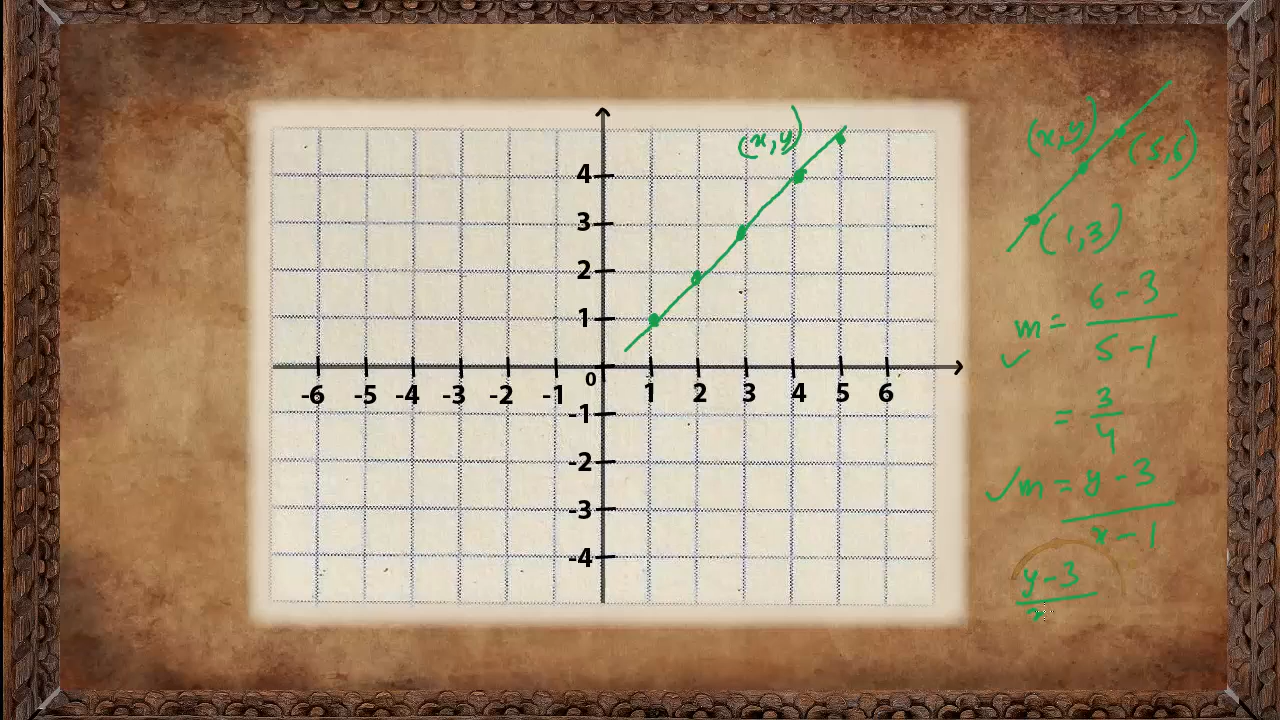 (x,y)
4
3
2
1
0
-6 -5 -4 -3 -2 -1 1 2 3 4 5 6
-1
-2
-3
-4
(x,y)
(5,6)
(1,3)
m = 6-3
5-1
= 3
4
✓
✓m = y-3
x-1
y-3
x